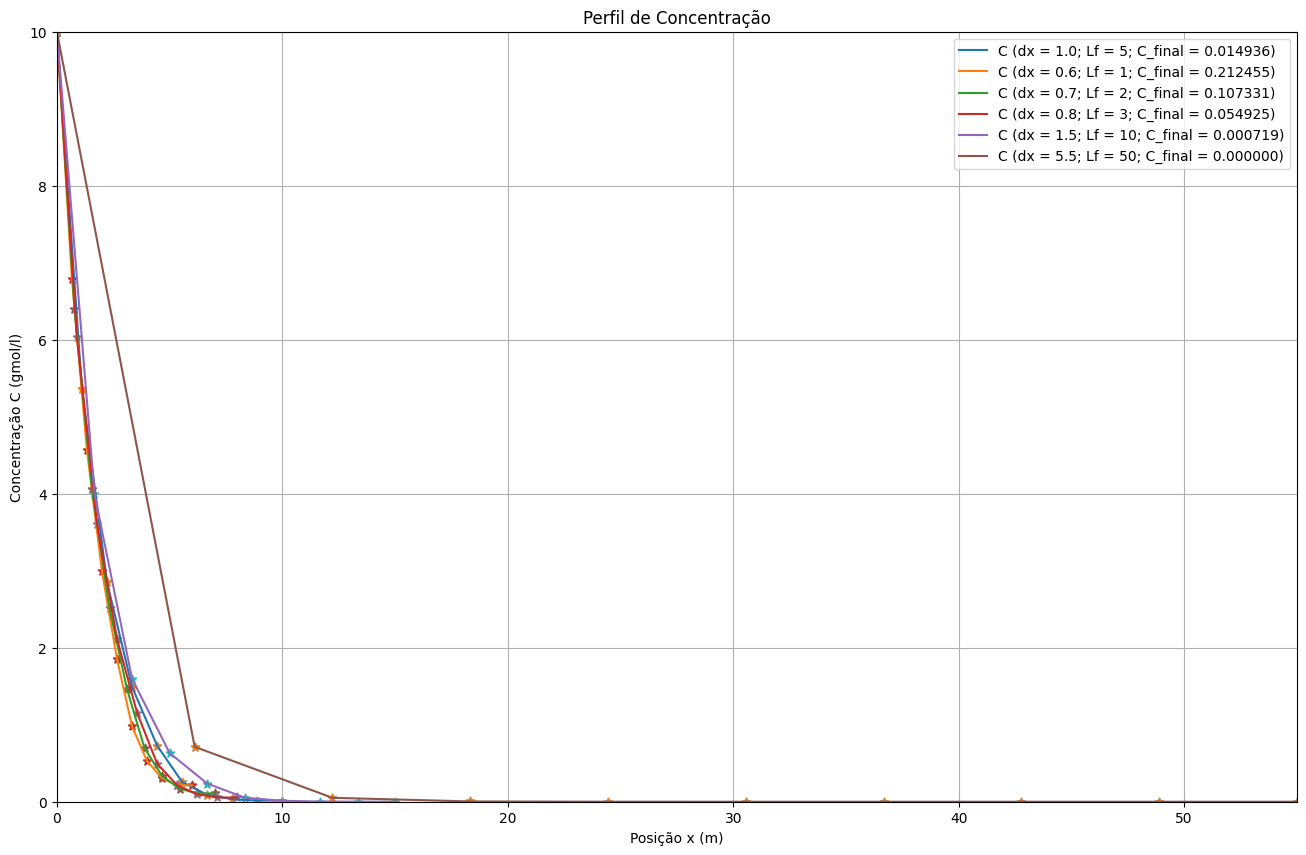 Perfil de Concentração
C (dx = 1.0; Lf = 5; C_final = 0.014936)
C (dx = 0.6; Lf = 1; C_final = 0.212455)
C (dx = 0.7; Lf = 2; C_final = 0.107331)
C (dx = 0.8; Lf = 3; C_final = 0.054925)
C (dx = 1.5; Lf = 10; C_final = 0.000719)
C (dx = 5.5; Lf = 50; C_final = 0.000000)
Concentração C (gmol/l)
10
8
6
4
2
0
0 10 20 30 40 50
Posição x (m)